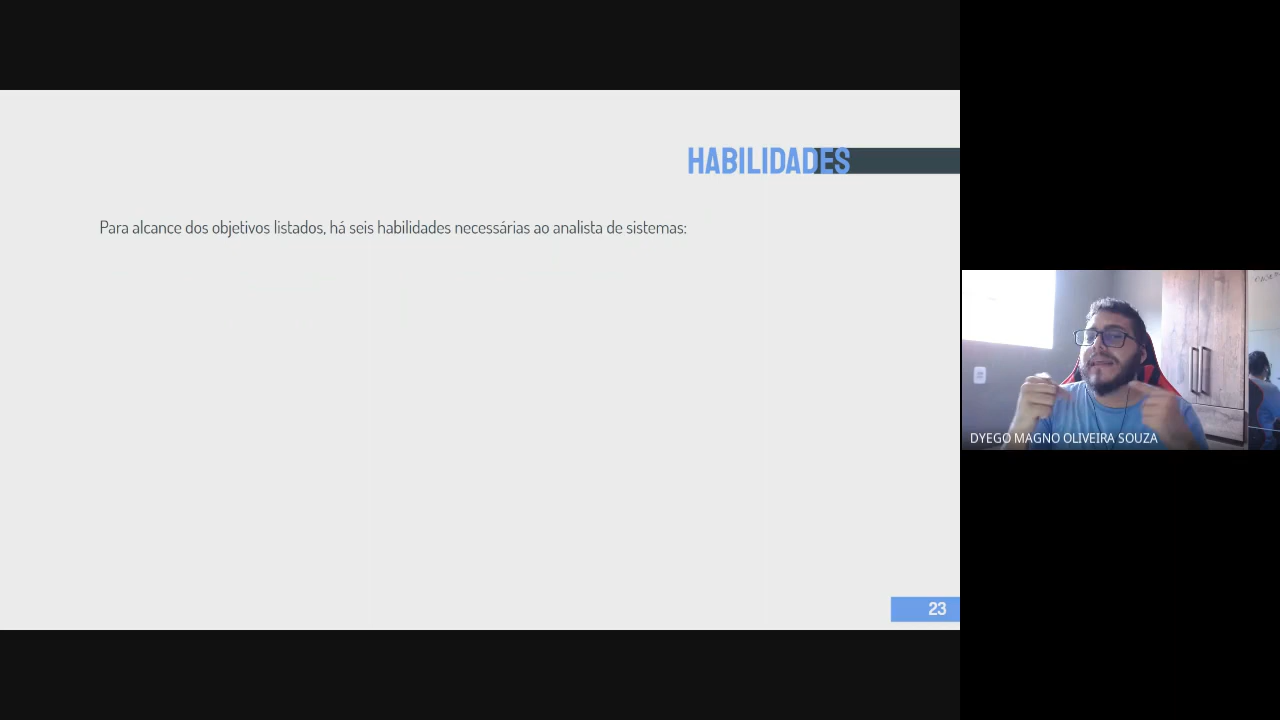 HABILIDADES
Para alcance dos objetivos listados, há seis habilidades necessárias ao analista de sistemas:
DYEGO MAGNO OLIVEIRA SOUZA
23